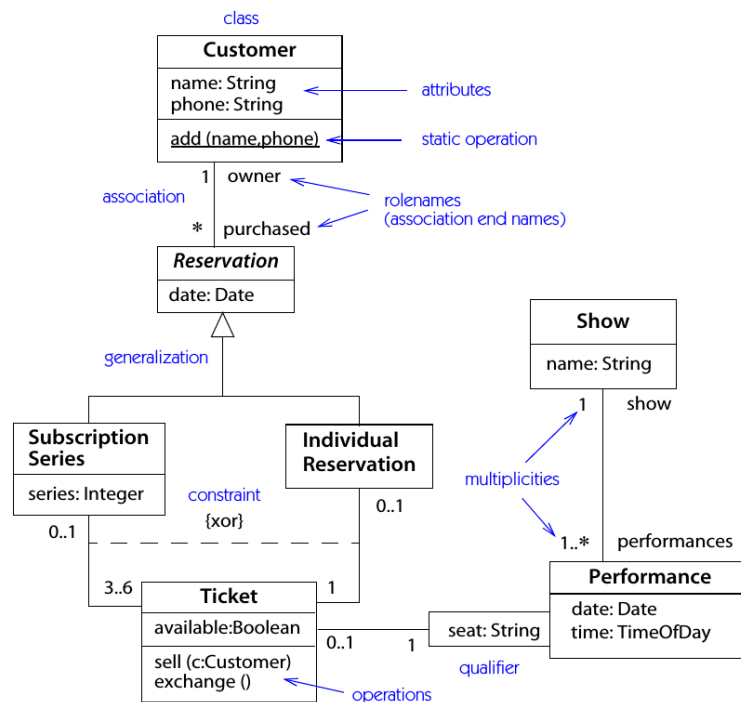 class
Customer
name: String
phone: String
attributes
add (name,phone)
static operation
1 owner
association
rolenames
(association end names)
* purchased
Reservation
date: Date
Show
name: String
generalization
1 show
Subscription
Series
series: Integer
Individual
Reservation
multiplicities
constraint
{xor}
0..1
0..1
1..* performances
3..6
1
Ticket
available:Boolean
sell (c:Customer)
exchange ()
0..1
1
seat: String
qualifier
Performance
date: Date
time: TimeOfDay
operations